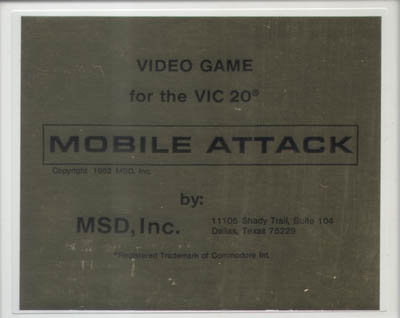 VIDEO GAME
for the VIC 20®
MOBILE ATTACK
Copyright 1982 MSD, Inc.
by:
MSD, Inc.
11105 Shady Trail, Suite 104
Dallas, Texas 75229
*Registered Trademark of Commodore Int.